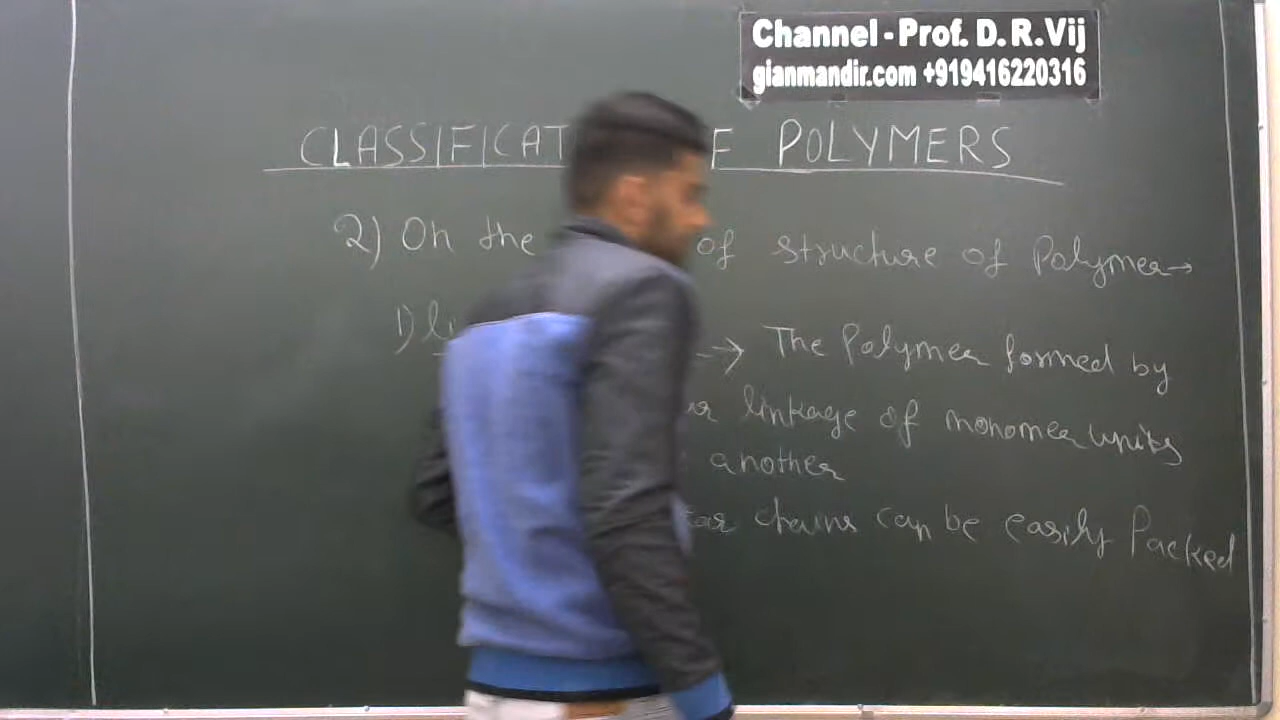 Channel - Prof. D. R. Vij
gianmandir.com +919416220316
CLASSIFICAT F POLYMERS
2) On the of structure of Polymer→
1) li → The Polymer formed by
linkage of monomer units
another
chains can be easily Packed